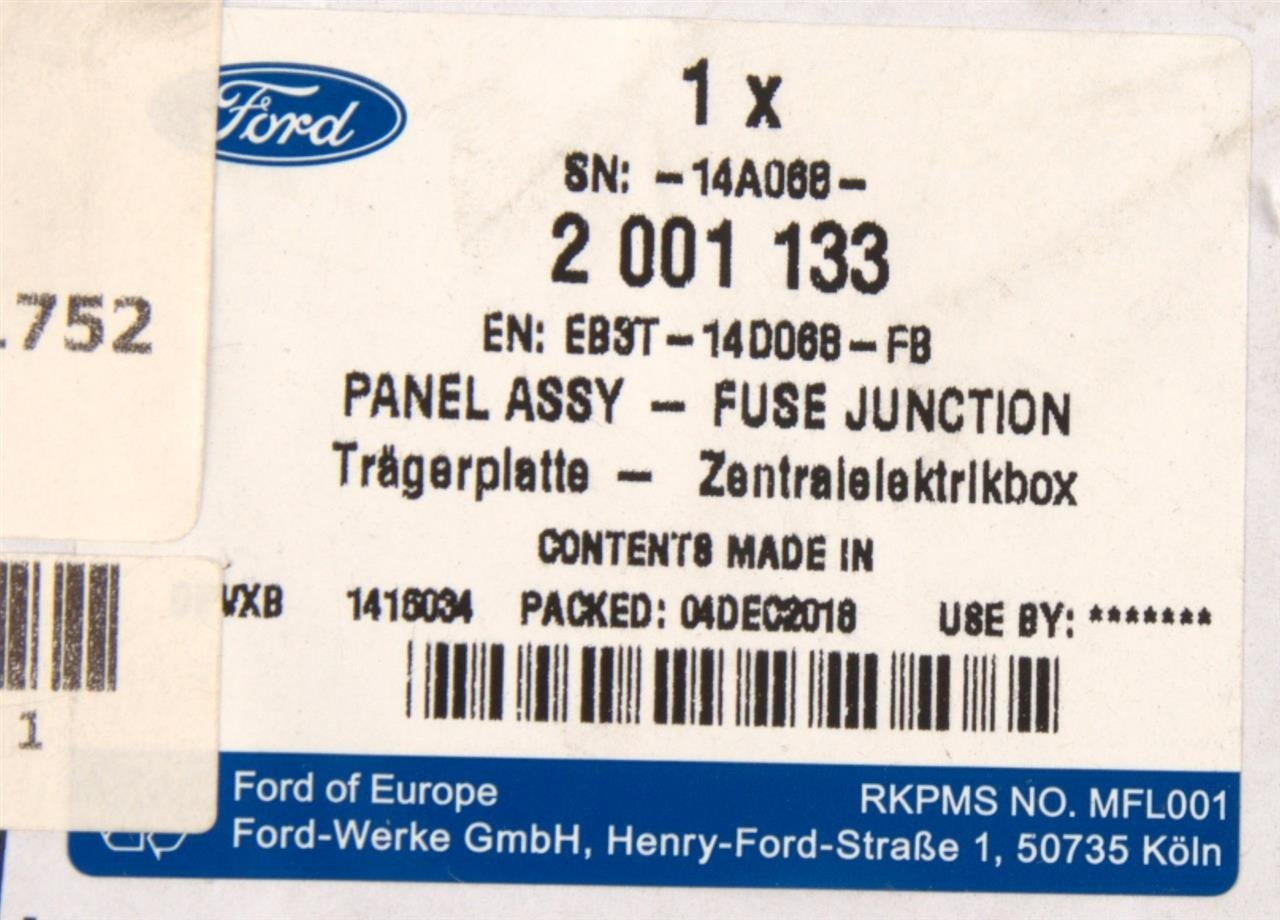 Ford
1 x
SN: -14A068-
2 001 133
EN: EB3T-14D068-FB
PANEL ASSY - FUSE JUNCTION
Trägerplatte - Zentralelektrikbox
CONTENTS MADE IN
1416034 PACKED: 04DEC2018 USE BY: *******
Ford of Europe RKPMS NO. MFL001
Ford-Werke GmbH, Henry-Ford-Straße 1, 50735 Köln
.752
1